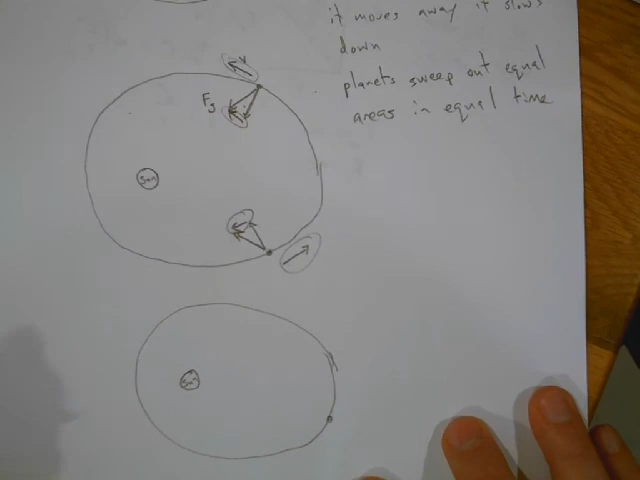 it moves away it slows
down
planets sweep out equal
areas in equal time
v
Fg
Sun
Sun